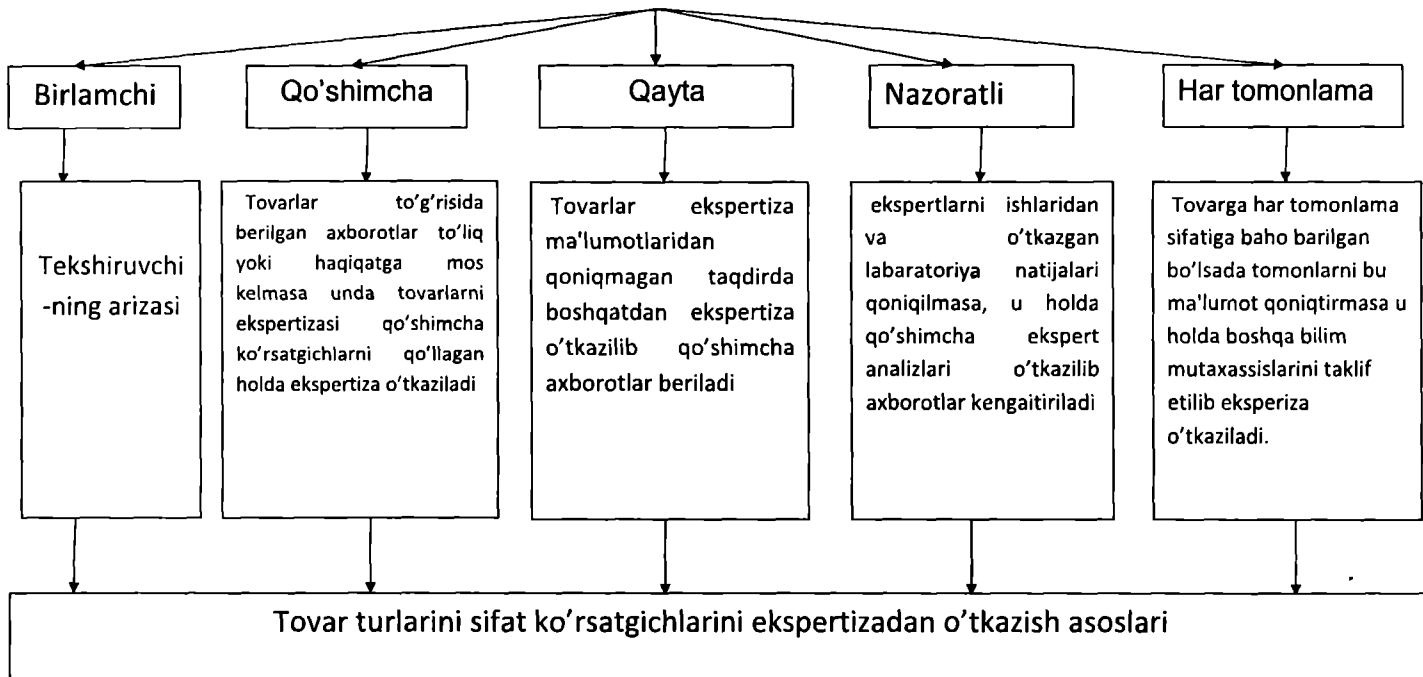 Birlamchi
Qo'shimcha
Qayta
Nazoratli
Har tomonlama
Tekshiruvchi
-ning arizasi
Tovarlar to'g'risida
berilgan axborotlar to'liq
yoki haqiqatga mos
kelmasa unda tovarlarni
ekspertizasi qo'shimcha
ko'rsatgichlarni qo'llagan
holda ekspertiza o'tkaziladi
Tovarlar ekspertiza
ma'lumotlaridan
qoniqmagan taqdirda
boshqatdan ekspertiza
o'tkazilib qo'shimcha
axborotlar beriladi
ekspertlarni ishlaridan
va o'tkazgan
labaratoriya natijalari
qoniqilmasa, u holda
qo'shimcha ekspert
analizlari o'tkazilib
axborotlar kengaitiriladi
Tovarga har tomonlama
sifatiga baho barilgan
bo'lsada tomonlarni bu
ma'lumot qoniqtirmasa u
holda boshqa bilim
mutaxassislarini taklif
etilib eksperiza
o'tkaziladi.
Tovar turlarini sifat ko'rsatgichlarini ekspertizadan o'tkazish asoslari